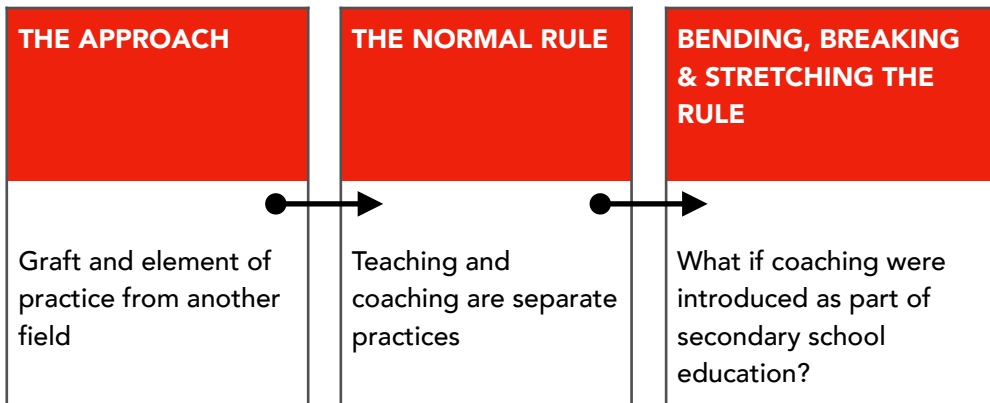 THE APPROACH
Graft and element of
practice from another
field
THE NORMAL RULE
Teaching and
coaching are separate
practices
BENDING, BREAKING
& STRETCHING THE
RULE
What if coaching were
introduced as part of
secondary school
education?